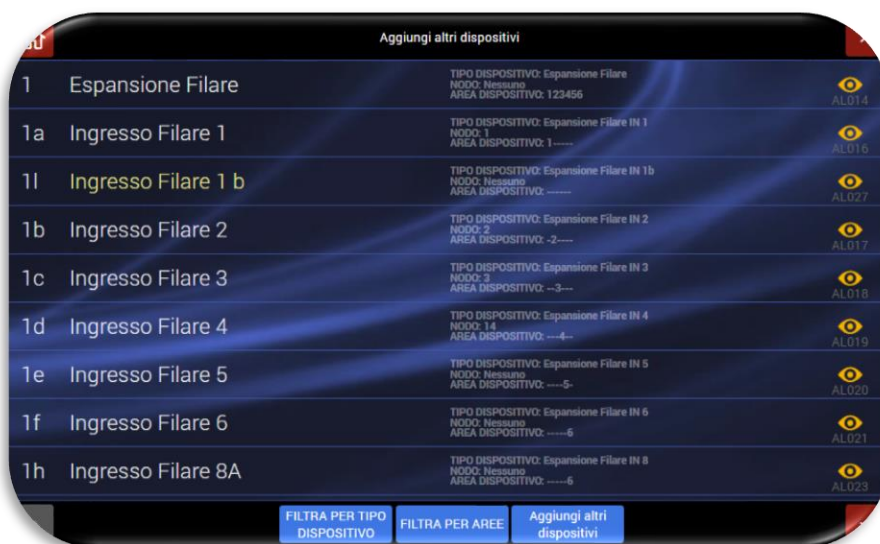 Aggiungi altri dispositivi
1 Espansione Filare TIPO DISPOSITIVO: Espansione Filare
NODO: Nessuno
AREA DISPOSITIVO: 123456
AL014
1a Ingresso Filare 1 TIPO DISPOSITIVO: Espansione Filare IN 1
NODO: 1
AREA DISPOSITIVO: 1-----
AL016
1l Ingresso Filare 1 b TIPO DISPOSITIVO: Espansione Filare IN 1b
NODO: Nessuno
AREA DISPOSITIVO: ------
AL027
1b Ingresso Filare 2 TIPO DISPOSITIVO: Espansione Filare IN 2
NODO: 2
AREA DISPOSITIVO: -2----
AL017
1c Ingresso Filare 3 TIPO DISPOSITIVO: Espansione Filare IN 3
NODO: 3
AREA DISPOSITIVO: --3---
AL018
1d Ingresso Filare 4 TIPO DISPOSITIVO: Espansione Filare IN 4
NODO: 14
AREA DISPOSITIVO: ---4--
AL019
1e Ingresso Filare 5 TIPO DISPOSITIVO: Espansione Filare IN 5
NODO: Nessuno
AREA DISPOSITIVO: ----5-
AL020
1f Ingresso Filare 6 TIPO DISPOSITIVO: Espansione Filare IN 6
NODO: Nessuno
AREA DISPOSITIVO: -----6
AL021
1h Ingresso Filare 8A TIPO DISPOSITIVO: Espansione Filare IN 8
NODO: Nessuno
AREA DISPOSITIVO: -----6
AL023
FILTRA PER TIPO
DISPOSITIVO
FILTRA PER AREE
Aggiungi altri
dispositivi